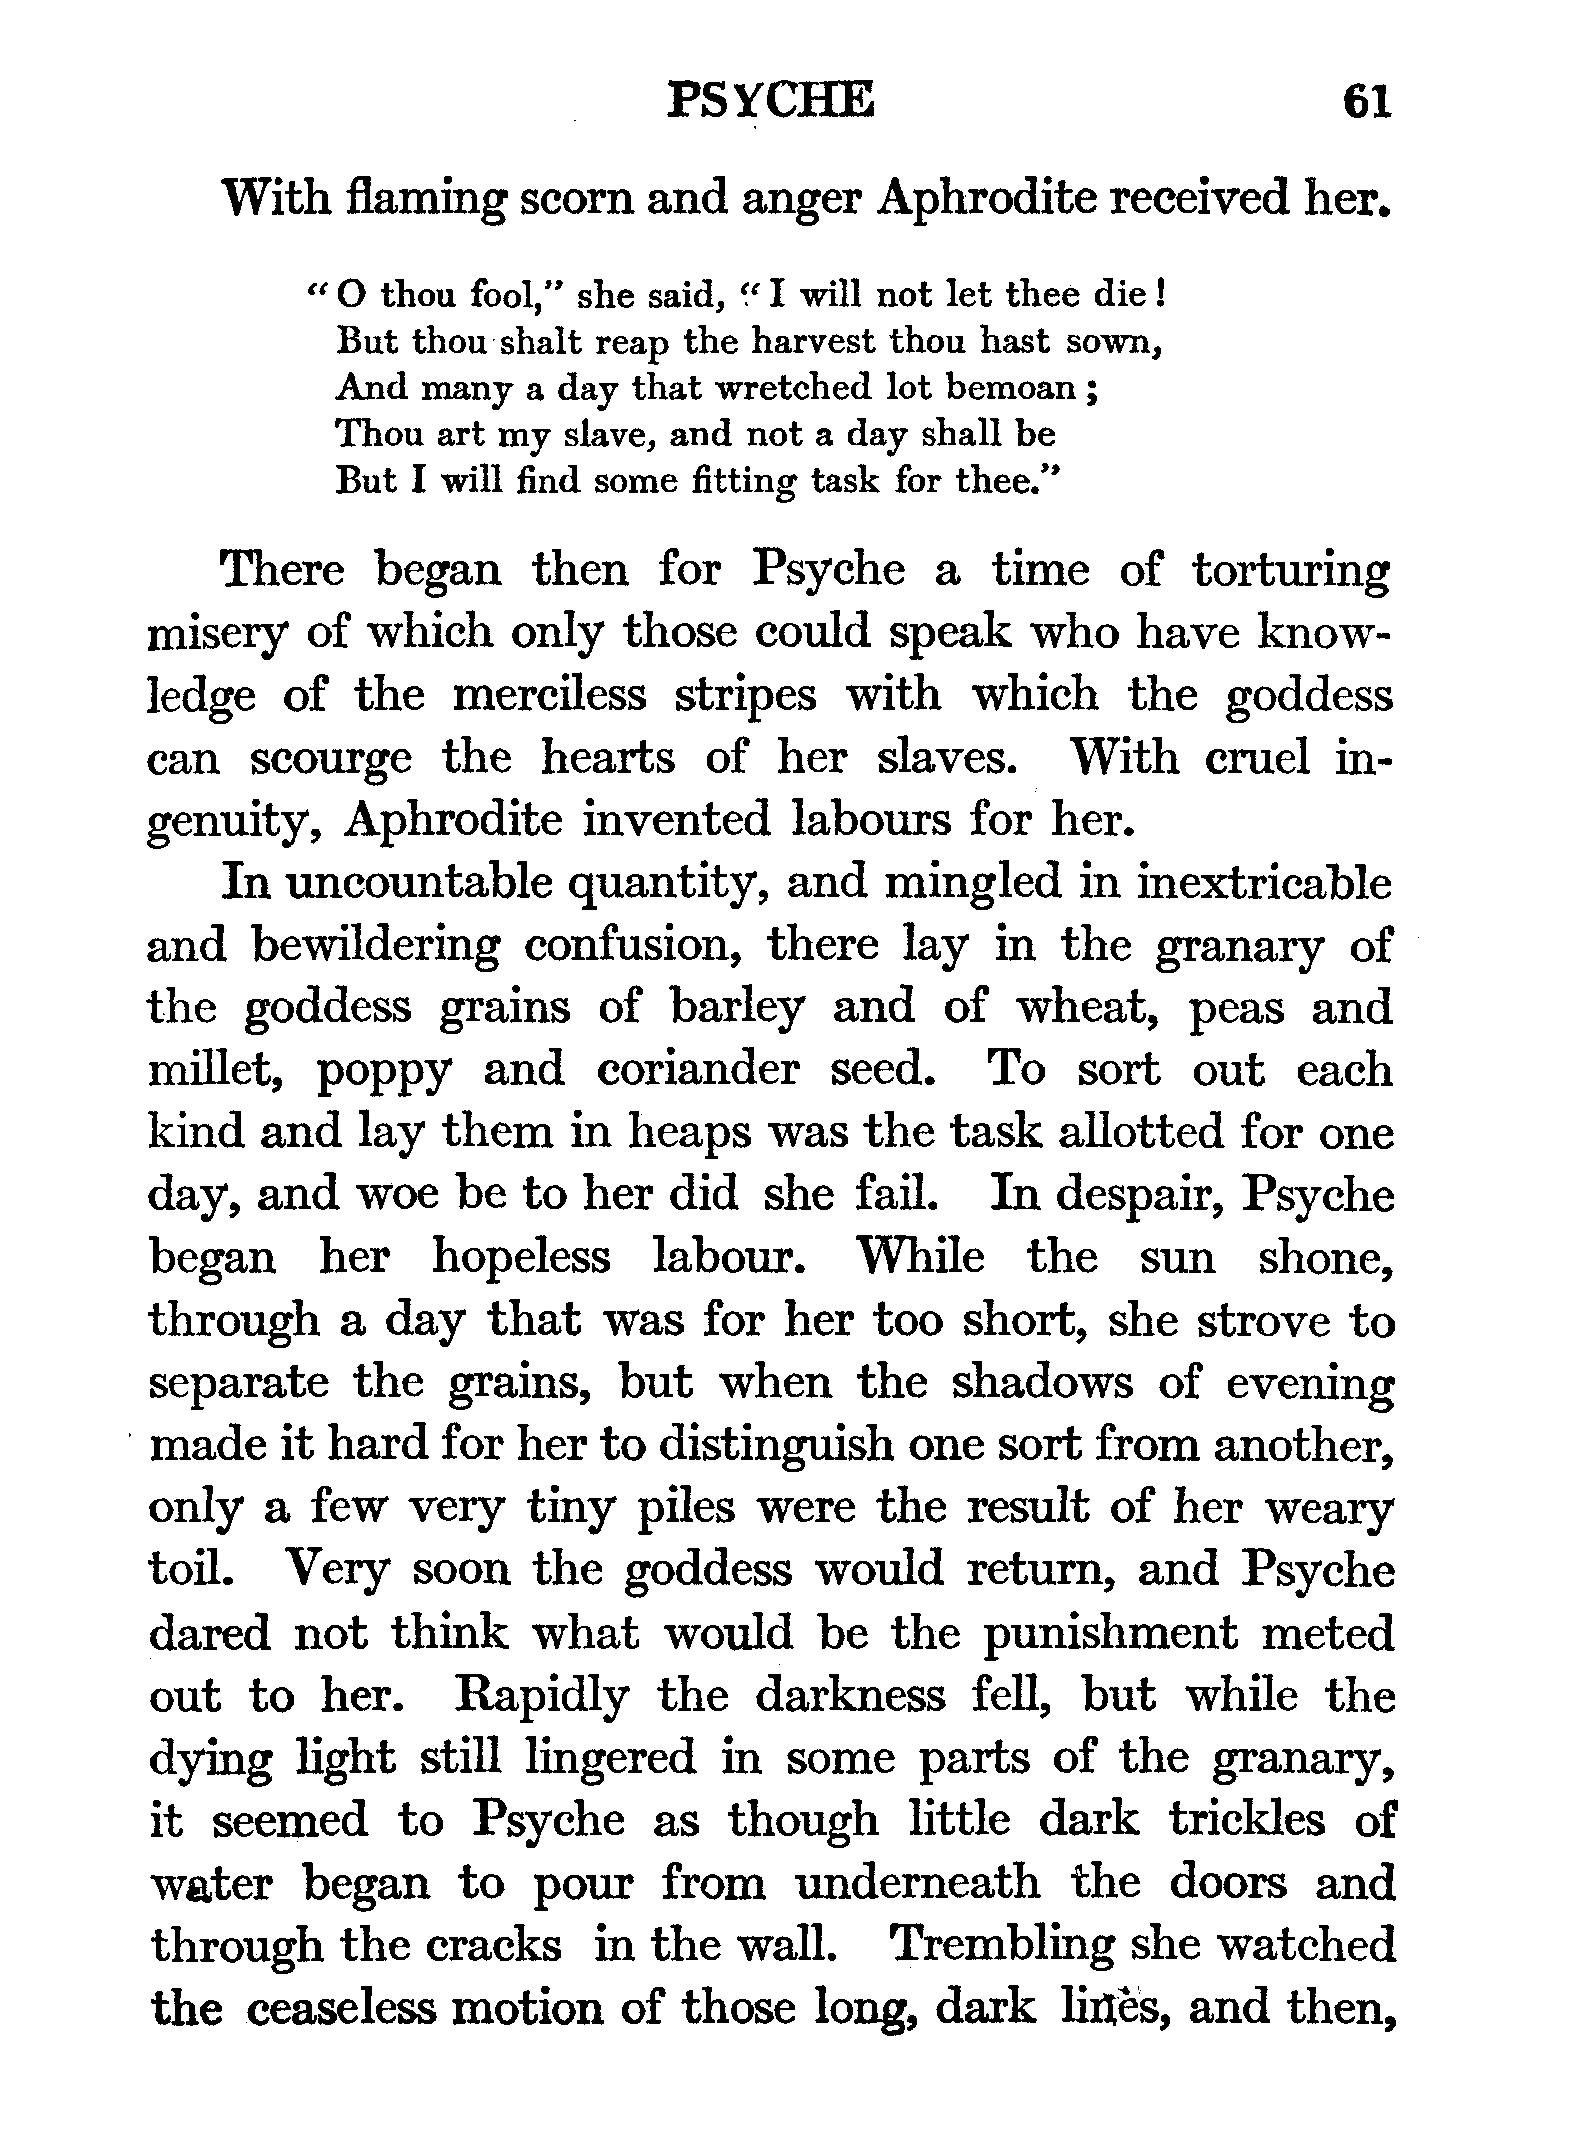 PSYCHE 61
With flaming scorn and anger Aphrodite received her.
“O thou fool,” she said, “I will not let thee die!
But thou shalt reap the harvest thou hast sown,
And many a day that wretched lot bemoan;
Thou art my slave, and not a day shall be
But I will find some fitting task for thee.”
There began then for Psyche a time of torturing
misery of which only those could speak who have know-
ledge of the merciless stripes with which the goddess
can scourge the hearts of her slaves. With cruel in-
genuity, Aphrodite invented labours for her.
In uncountable quantity, and mingled in inextricable
and bewildering confusion, there lay in the granary of
the goddess grains of barley and of wheat, peas and
millet, poppy and coriander seed. To sort out each
kind and lay them in heaps was the task allotted for one
day, and woe be to her did she fail. In despair, Psyche
began her hopeless labour. While the sun shone,
through a day that was for her too short, she strove to
separate the grains, but when the shadows of evening
made it hard for her to distinguish one sort from another,
only a few very tiny piles were the result of her weary
toil. Very soon the goddess would return, and Psyche
dared not think what would be the punishment meted
out to her. Rapidly the darkness fell, but while the
dying light still lingered in some parts of the granary,
it seemed to Psyche as though little dark trickles of
water began to pour from underneath the doors and
through the cracks in the wall. Trembling she watched
the ceaseless motion of those long, dark lines, and then,